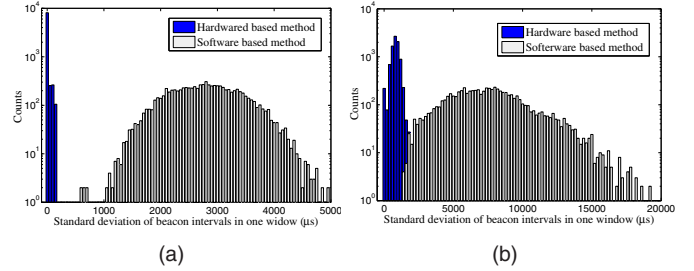 10^4
10^3
10^2
10^1
10^0
Counts
Hardwared based method
Software based method
0 1000 2000 3000 4000 5000
Standard deviation of beacon intervals in one widow (μs)
(a)
10^4
10^3
10^2
10^1
10^0
Counts
Hardware based method
Softerware based method
0 5000 10000 15000 20000
Standard deviation of beacon intervals in one window (μs)
(b)